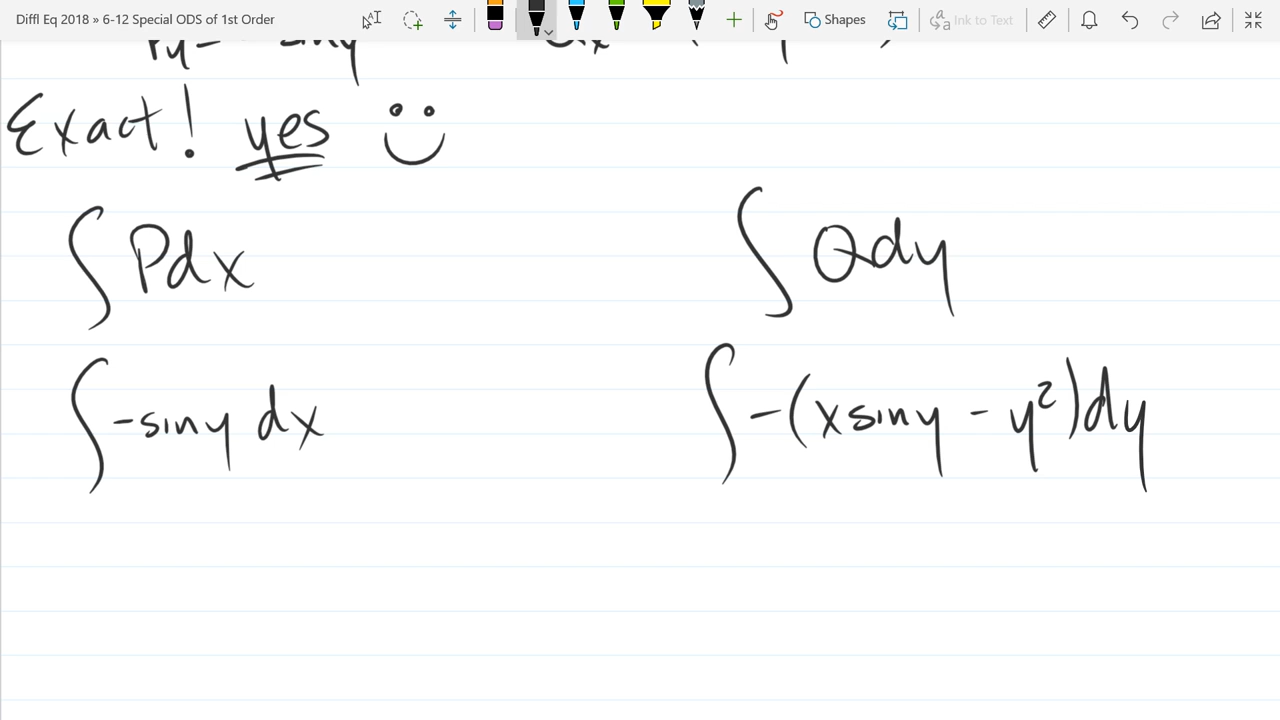 Diffl Eq 2018 » 6-12 Special ODS of 1st Order
Shapes
Ink to Text
Exact! yes
∫ Pdx ∫ Qdy
∫ -siny dx ∫ -(xsiny - y²)dy